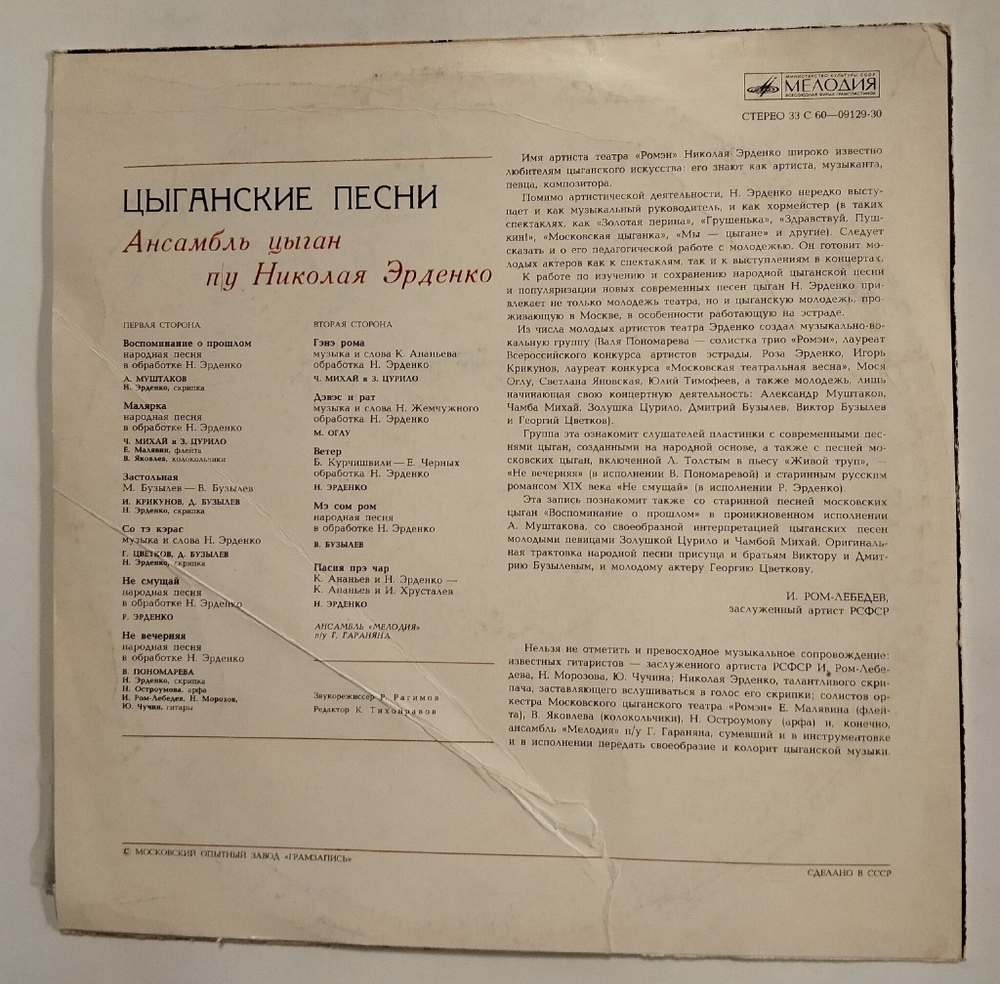 МИНИСТЕРСТВО КУЛЬТУРЫ СССР
МЕЛОДИЯ
ВСЕСОЮЗНАЯ ФИРМА ГРАМПЛАСТИНОК
СТЕРЕО 33 С 60—09129-30
ЦЫГАНСКИЕ ПЕСНИ
Ансамбль цыган
п/у Николая Эрденко
ПЕРВАЯ СТОРОНА
Воспоминание о прошлом
народная песня
в обработке Н. Эрденко
А. МУШТАКОВ
Н. Эрденко, скрипка
Малярка
народная песня
в обработке Н. Эрденко
Ч. МИХАЙ и З. ЦУРИЛО
Е. Малявин, флейта
В. Яковлев, колокольчики
Застольная
М. Бузылев — В. Бузылев
И. КРИКУНОВ, Д. БУЗЫЛЕВ
Н. Эрденко, скрипка
Со тэ кэрас
музыка и слова Н. Эрденко
Г. ЦВЕТКОВ, Д. БУЗЫЛЕВ
Н. Эрденко, скрипка
Не смущай
народная песня
в обработке Н. Эрденко
Р. ЭРДЕНКО
Не вечерняя
народная песня
в обработке Н. Эрденко
В. ПОНОМАРЕВА
Н. Эрденко, скрипка
Н. Остроумова, арфа
И. Ром-Лебедев, Н. Морозов,
Ю. Чучин, гитары
ВТОРАЯ СТОРОНА
Гэнэ рома
музыка и слова К. Ананьева
обработка Н. Эрденко
Ч. МИХАЙ и З. ЦУРИЛО
Дэвэс и рат
музыка и слова Н. Жемчужного
обработка Н. Эрденко
М. ОГЛУ
Ветер
Б. Курчишвили — Е. Черных
обработка Н. Эрденко
Н. ЭРДЕНКО
Мэ сом ром
народная песня
в обработке Н. Эрденко
В. БУЗЫЛЕВ
Пасия прэ чар
К. Ананьев и Н. Эрденко —
К. Ананьев и И. Хрусталев
Н. ЭРДЕНКО
АНСАМБЛЬ «МЕЛОДИЯ»
п/у Г. ГАРАНЯНА
Звукорежиссер Р. Рагимов
Редактор К. Тихонравов
Имя артиста театра «Ромэн» Николая Эрденко широко известно
любителям цыганского искусства: его знают как артиста, музыканта,
певца, композитора.
Помимо артистической деятельности, Н. Эрденко нередко высту-
пает и как музыкальный руководитель, и как хормейстер (в таких
спектаклях, как «Золотая перина», «Грушенька», «Здравствуй, Пуш-
кин!», «Московская цыганка», «Мы — цыгане» и другие). Следует
сказать и о его педагогической работе с молодежью. Он готовит мо-
лодых актеров как к спектаклям, так и к выступлениям в концертах.
К работе по изучению и сохранению народной цыганской песни
и популяризации новых современных песен цыган Н. Эрденко при-
влекает не только молодежь театра, но и цыганскую молодежь, про-
живающую в Москве, в особенности работающую на эстраде.
Из числа молодых артистов театра Эрденко создал музыкально-во-
кальную группу (Валя Пономарева — солистка трио «Ромэн», лауреат
Всероссийского конкурса артистов эстрады, Роза Эрденко, Игорь
Крикунов, лауреат конкурса «Московская театральная весна», Мося
Оглу, Светлана Яновская, Юлий Тимофеев, а также молодежь, лишь
начинающая свою концертную деятельность: Александр Муштаков,
Чамба Михай, Золушка Цурило, Дмитрий Бузылев, Виктор Бузылев
и Георгий Цветков).
Группа эта ознакомит слушателей пластинки с современными пес-
нями цыган, созданными на народной основе, а также с песней мо-
сковских цыган, включенной Л. Толстым в пьесу «Живой труп», —
«Не вечерняя» (в исполнении В. Пономаревой) и старинным русским
романсом XIX века «Не смущай» (в исполнении Р. Эрденко).
Эта запись познакомит также со старинной песней московских
цыган «Воспоминание о прошлом» в проникновенном исполнении
А. Муштакова, со своеобразной интерпретацией цыганских песен
молодыми певицами Золушкой Цурило и Чамбой Михай. Оригиналь-
ная трактовка народной песни присуща и братьям Виктору и Дмит-
рию Бузылевым, и молодому актеру Георгию Цветкову.
И. РОМ-ЛЕБЕДЕВ,
заслуженный артист РСФСР
Нельзя не отметить и превосходное музыкальное сопровождение:
известных гитаристов — заслуженного артиста РСФСР И. Ром-Лебе-
дева, Н. Морозова, Ю. Чучина; Николая Эрденко, талантливого скри-
пача, заставляющего вслушиваться в голос его скрипки; солистов ор-
кестра Московского цыганского театра «Ромэн» Е. Малявина (флей-
та), В. Яковлева (колокольчики), Н. Остроумову (арфа) и, конечно,
ансамбль «Мелодия» п/у Г. Гараняна, сумевший и в инструментовке
и в исполнении передать своеобразие и колорит цыганской музыки.
© МОСКОВСКИЙ ОПЫТНЫЙ ЗАВОД «ГРАМЗАПИСЬ»
СДЕЛАНО В СССР